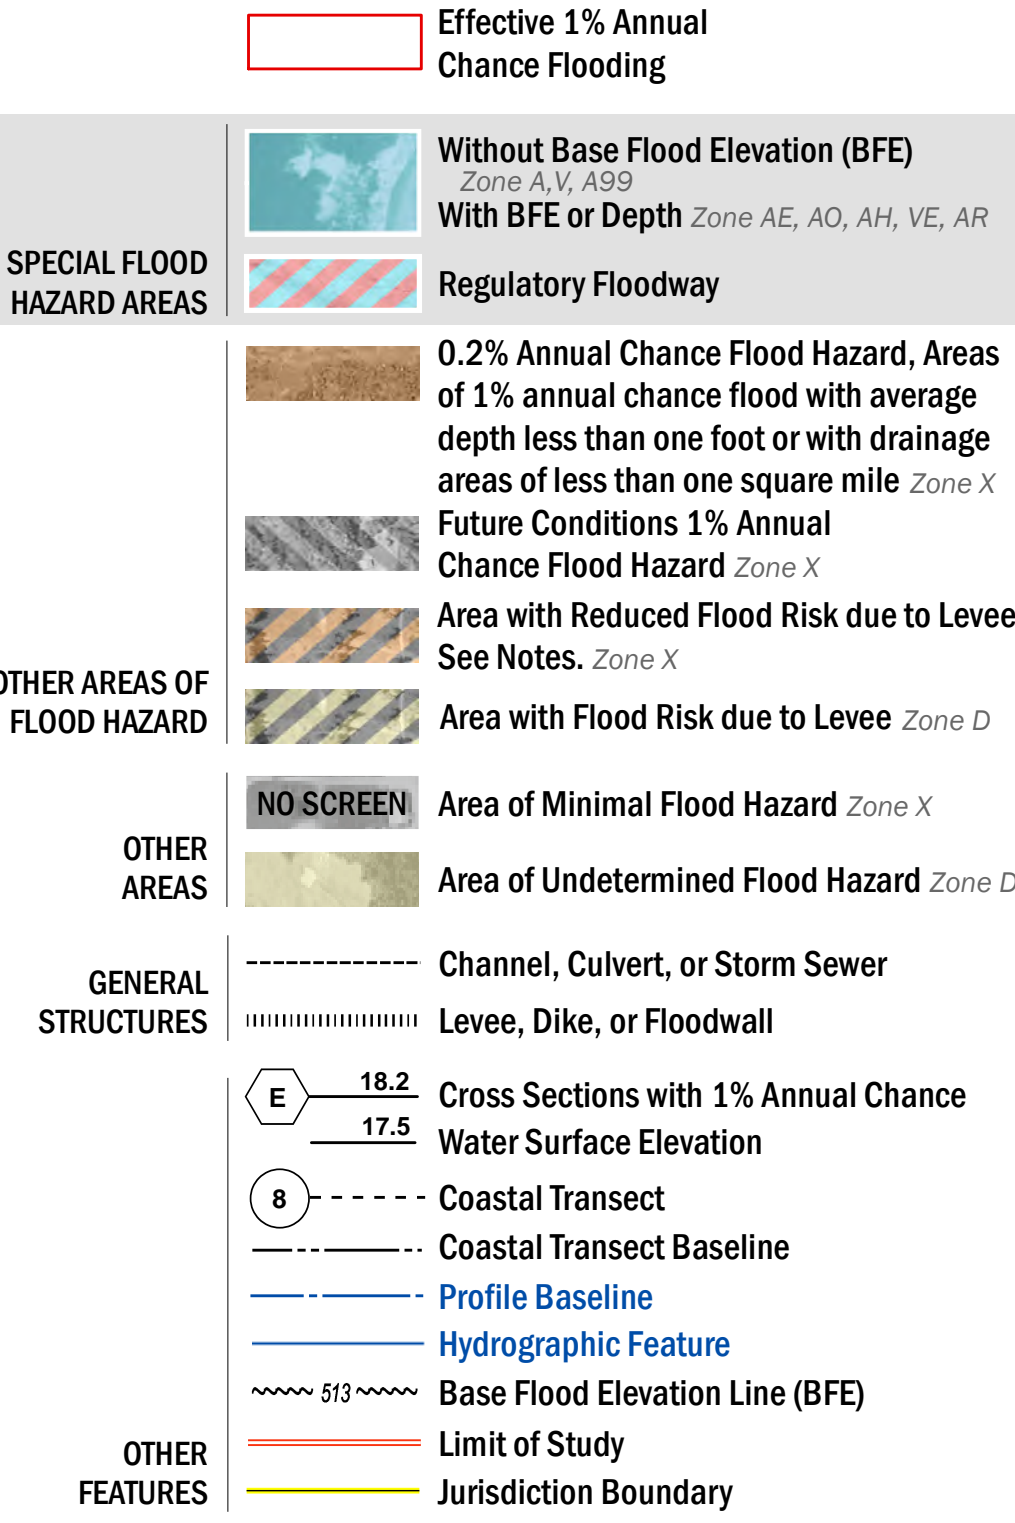 Effective 1% Annual
Chance Flooding
SPECIAL FLOOD
HAZARD AREAS
Without Base Flood Elevation (BFE)
Zone A,V, A99
With BFE or Depth Zone AE, AO, AH, VE, AR
Regulatory Floodway
OTHER AREAS OF
FLOOD HAZARD
0.2% Annual Chance Flood Hazard, Areas
of 1% annual chance flood with average
depth less than one foot or with drainage
areas of less than one square mile Zone X
Future Conditions 1% Annual
Chance Flood Hazard Zone X
Area with Reduced Flood Risk due to Levee
See Notes. Zone X
Area with Flood Risk due to Levee Zone D
OTHER
AREAS
NO SCREEN Area of Minimal Flood Hazard Zone X
Area of Undetermined Flood Hazard Zone D
GENERAL
STRUCTURES
Channel, Culvert, or Storm Sewer
Levee, Dike, or Floodwall
OTHER
FEATURES
E 18.2 Cross Sections with 1% Annual Chance
17.5 Water Surface Elevation
8 Coastal Transect
Coastal Transect Baseline
Profile Baseline
Hydrographic Feature
513 Base Flood Elevation Line (BFE)
Limit of Study
Jurisdiction Boundary